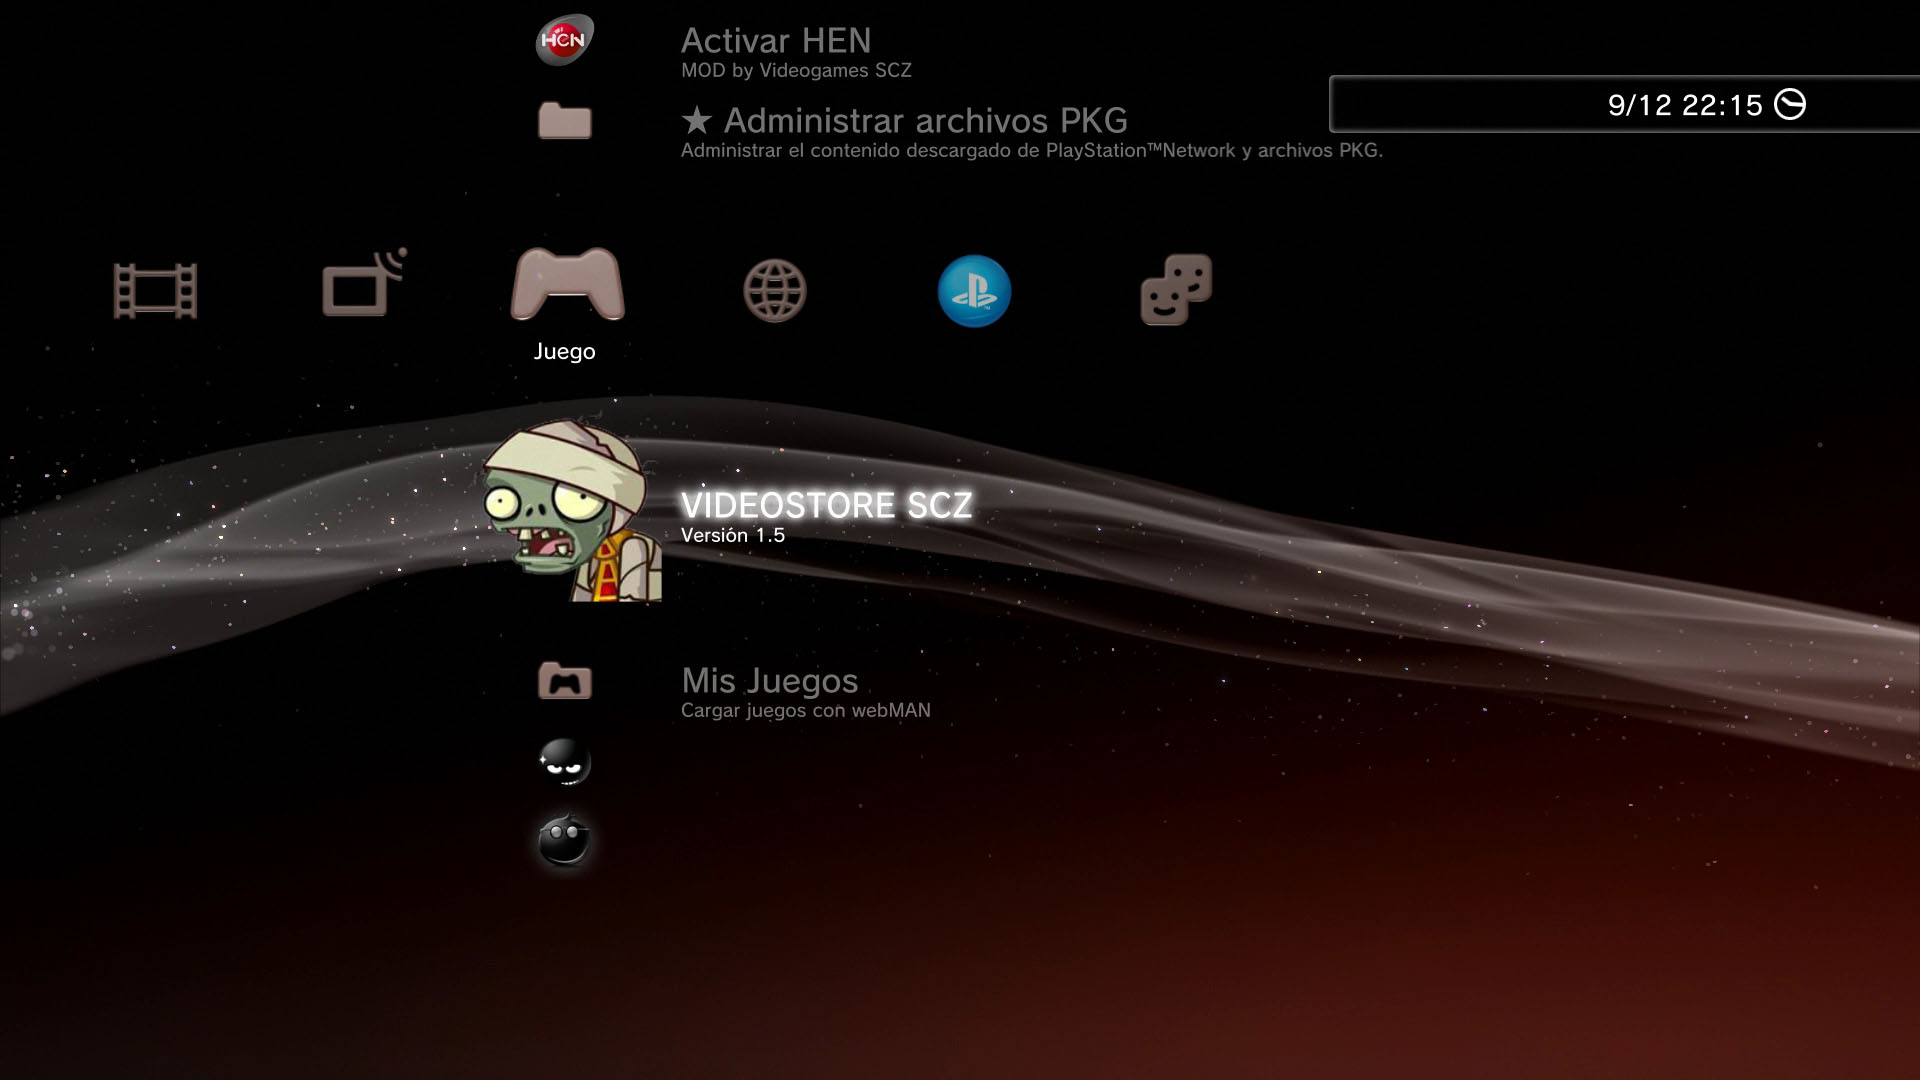 HEN
Activar HEN
MOD by Videogames SCZ
★ Administrar archivos PKG
Administrar el contenido descargado de PlayStation™Network y archivos PKG.
9/12 22:15
Juego
VIDEOSTORE SCZ
Versión 1.5
Mis Juegos
Cargar juegos con webMAN